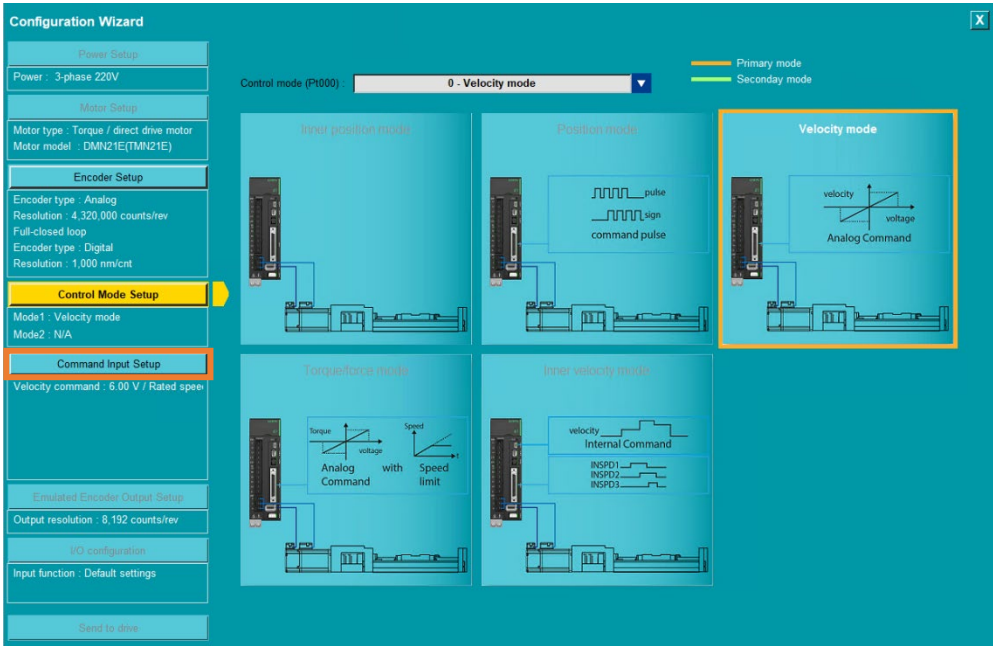 Configuration Wizard
X
Power Setup
Power : 3-phase 220V
Motor Setup
Motor type : Torque / direct drive motor
Motor model : DMN21E(TMN21E)
Encoder Setup
Encoder type : Analog
Resolution : 4,320,000 counts/rev
Full-closed loop
Encoder type : Digital
Resolution : 1,000 nm/cnt
Control Mode Setup
Mode1 : Velocity mode
Mode2 : N/A
Command Input Setup
Velocity command : 6.00 V / Rated spee
Emulated Encoder Output Setup
Output resolution : 8,192 counts/rev
I/O configuration
Input function : Default settings
Send to drive
Control mode (Pt000) :
0 - Velocity mode
Primary mode
Seconday mode
Inner position mode
Position mode
pulse
sign
command pulse
Velocity mode
velocity
voltage
Analog Command
Torque/force mode
Torque
voltage
Speed
t
Analog with Speed
Command limit
Inner velocity mode
velocity
Internal Command
INSPD1
INSPD2
INSPD3